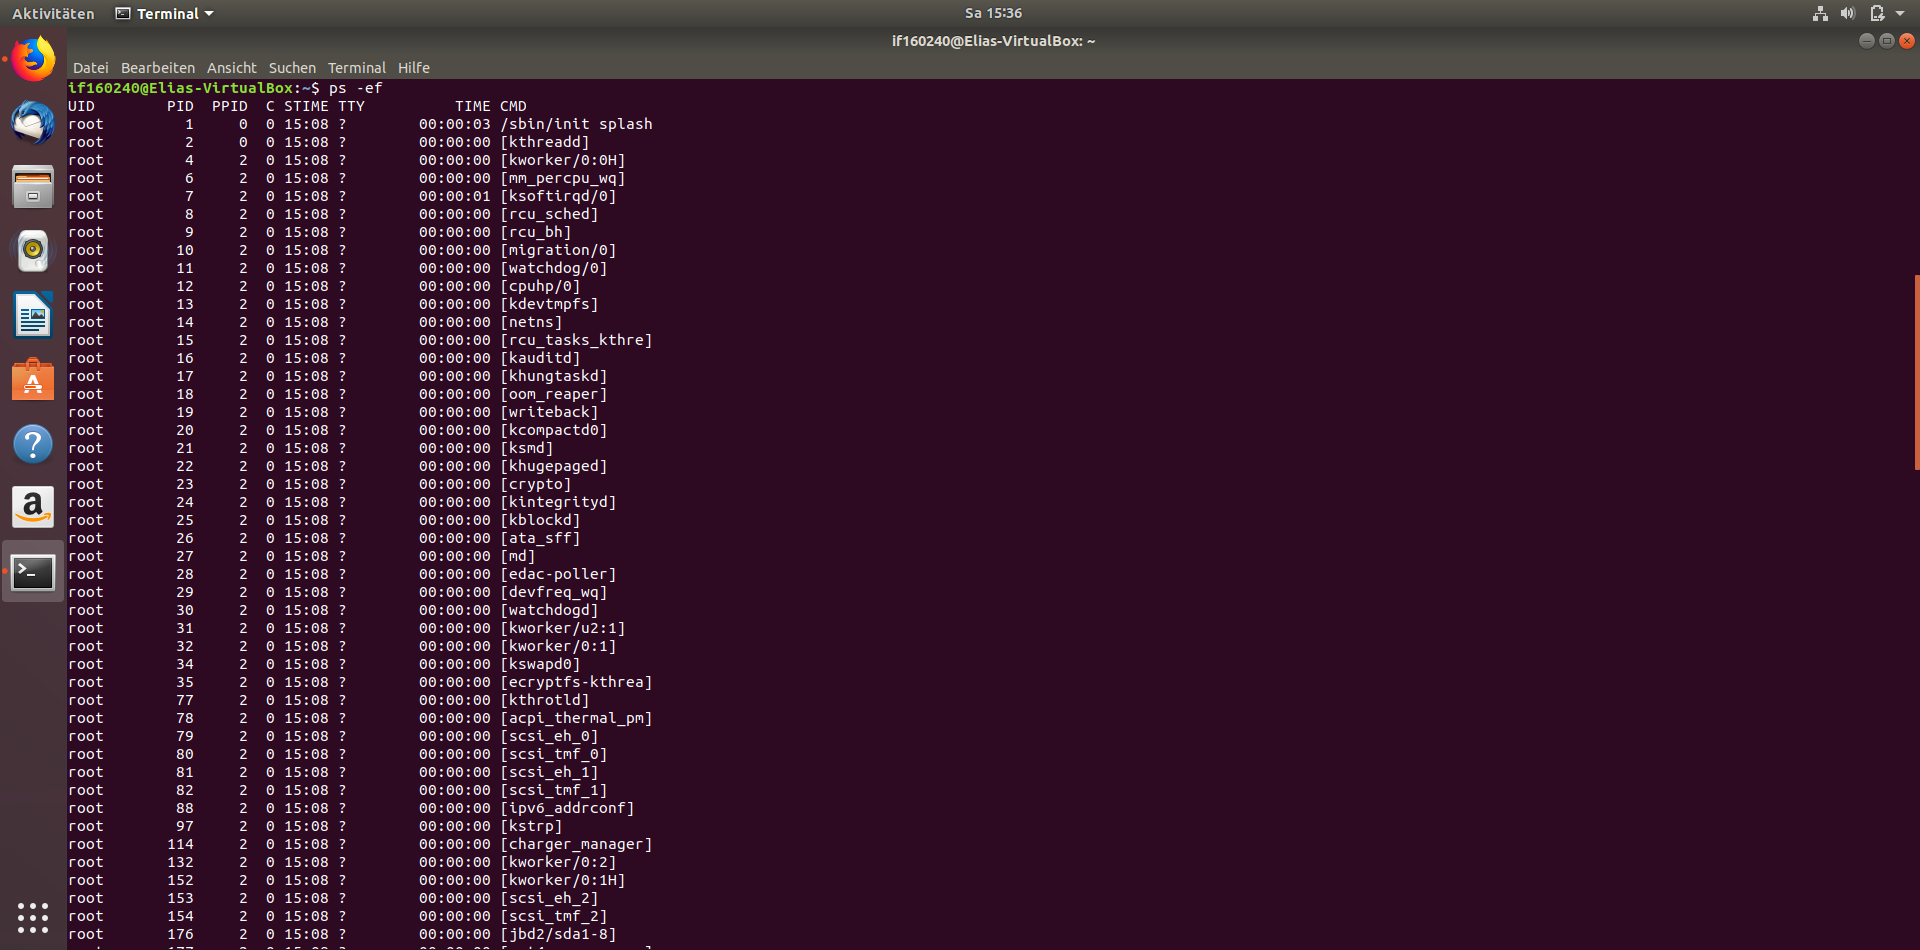 Aktivitäten Terminal Sa 15:36
if160240@Elias-VirtualBox: ~
Datei Bearbeiten Ansicht Suchen Terminal Hilfe
if160240@Elias-VirtualBox:~$ ps -ef
UID PID PPID C STIME TTY TIME CMD
root 1 0 0 15:08 ? 00:00:03 /sbin/init splash
root 2 0 0 15:08 ? 00:00:00 [kthreadd]
root 4 2 0 15:08 ? 00:00:00 [kworker/0:0H]
root 6 2 0 15:08 ? 00:00:00 [mm_percpu_wq]
root 7 2 0 15:08 ? 00:00:01 [ksoftirqd/0]
root 8 2 0 15:08 ? 00:00:00 [rcu_sched]
root 9 2 0 15:08 ? 00:00:00 [rcu_bh]
root 10 2 0 15:08 ? 00:00:00 [migration/0]
root 11 2 0 15:08 ? 00:00:00 [watchdog/0]
root 12 2 0 15:08 ? 00:00:00 [cpuhp/0]
root 13 2 0 15:08 ? 00:00:00 [kdevtmpfs]
root 14 2 0 15:08 ? 00:00:00 [netns]
root 15 2 0 15:08 ? 00:00:00 [rcu_tasks_kthre]
root 16 2 0 15:08 ? 00:00:00 [kauditd]
root 17 2 0 15:08 ? 00:00:00 [khungtaskd]
root 18 2 0 15:08 ? 00:00:00 [oom_reaper]
root 19 2 0 15:08 ? 00:00:00 [writeback]
root 20 2 0 15:08 ? 00:00:00 [kcompactd0]
root 21 2 0 15:08 ? 00:00:00 [ksmd]
root 22 2 0 15:08 ? 00:00:00 [khugepaged]
root 23 2 0 15:08 ? 00:00:00 [crypto]
root 24 2 0 15:08 ? 00:00:00 [kintegrityd]
root 25 2 0 15:08 ? 00:00:00 [kblockd]
root 26 2 0 15:08 ? 00:00:00 [ata_sff]
root 27 2 0 15:08 ? 00:00:00 [md]
root 28 2 0 15:08 ? 00:00:00 [edac-poller]
root 29 2 0 15:08 ? 00:00:00 [devfreq_wq]
root 30 2 0 15:08 ? 00:00:00 [watchdogd]
root 31 2 0 15:08 ? 00:00:00 [kworker/u2:1]
root 32 2 0 15:08 ? 00:00:00 [kworker/0:1]
root 34 2 0 15:08 ? 00:00:00 [kswapd0]
root 35 2 0 15:08 ? 00:00:00 [ecryptfs-kthrea]
root 77 2 0 15:08 ? 00:00:00 [kthrotld]
root 78 2 0 15:08 ? 00:00:00 [acpi_thermal_pm]
root 79 2 0 15:08 ? 00:00:00 [scsi_eh_0]
root 80 2 0 15:08 ? 00:00:00 [scsi_tmf_0]
root 81 2 0 15:08 ? 00:00:00 [scsi_eh_1]
root 82 2 0 15:08 ? 00:00:00 [scsi_tmf_1]
root 88 2 0 15:08 ? 00:00:00 [ipv6_addrconf]
root 97 2 0 15:08 ? 00:00:00 [kstrp]
root 114 2 0 15:08 ? 00:00:00 [charger_manager]
root 132 2 0 15:08 ? 00:00:00 [kworker/0:2]
root 152 2 0 15:08 ? 00:00:00 [kworker/0:1H]
root 153 2 0 15:08 ? 00:00:00 [scsi_eh_2]
root 154 2 0 15:08 ? 00:00:00 [scsi_tmf_2]
root 176 2 0 15:08 ? 00:00:00 [jbd2/sda1-8]